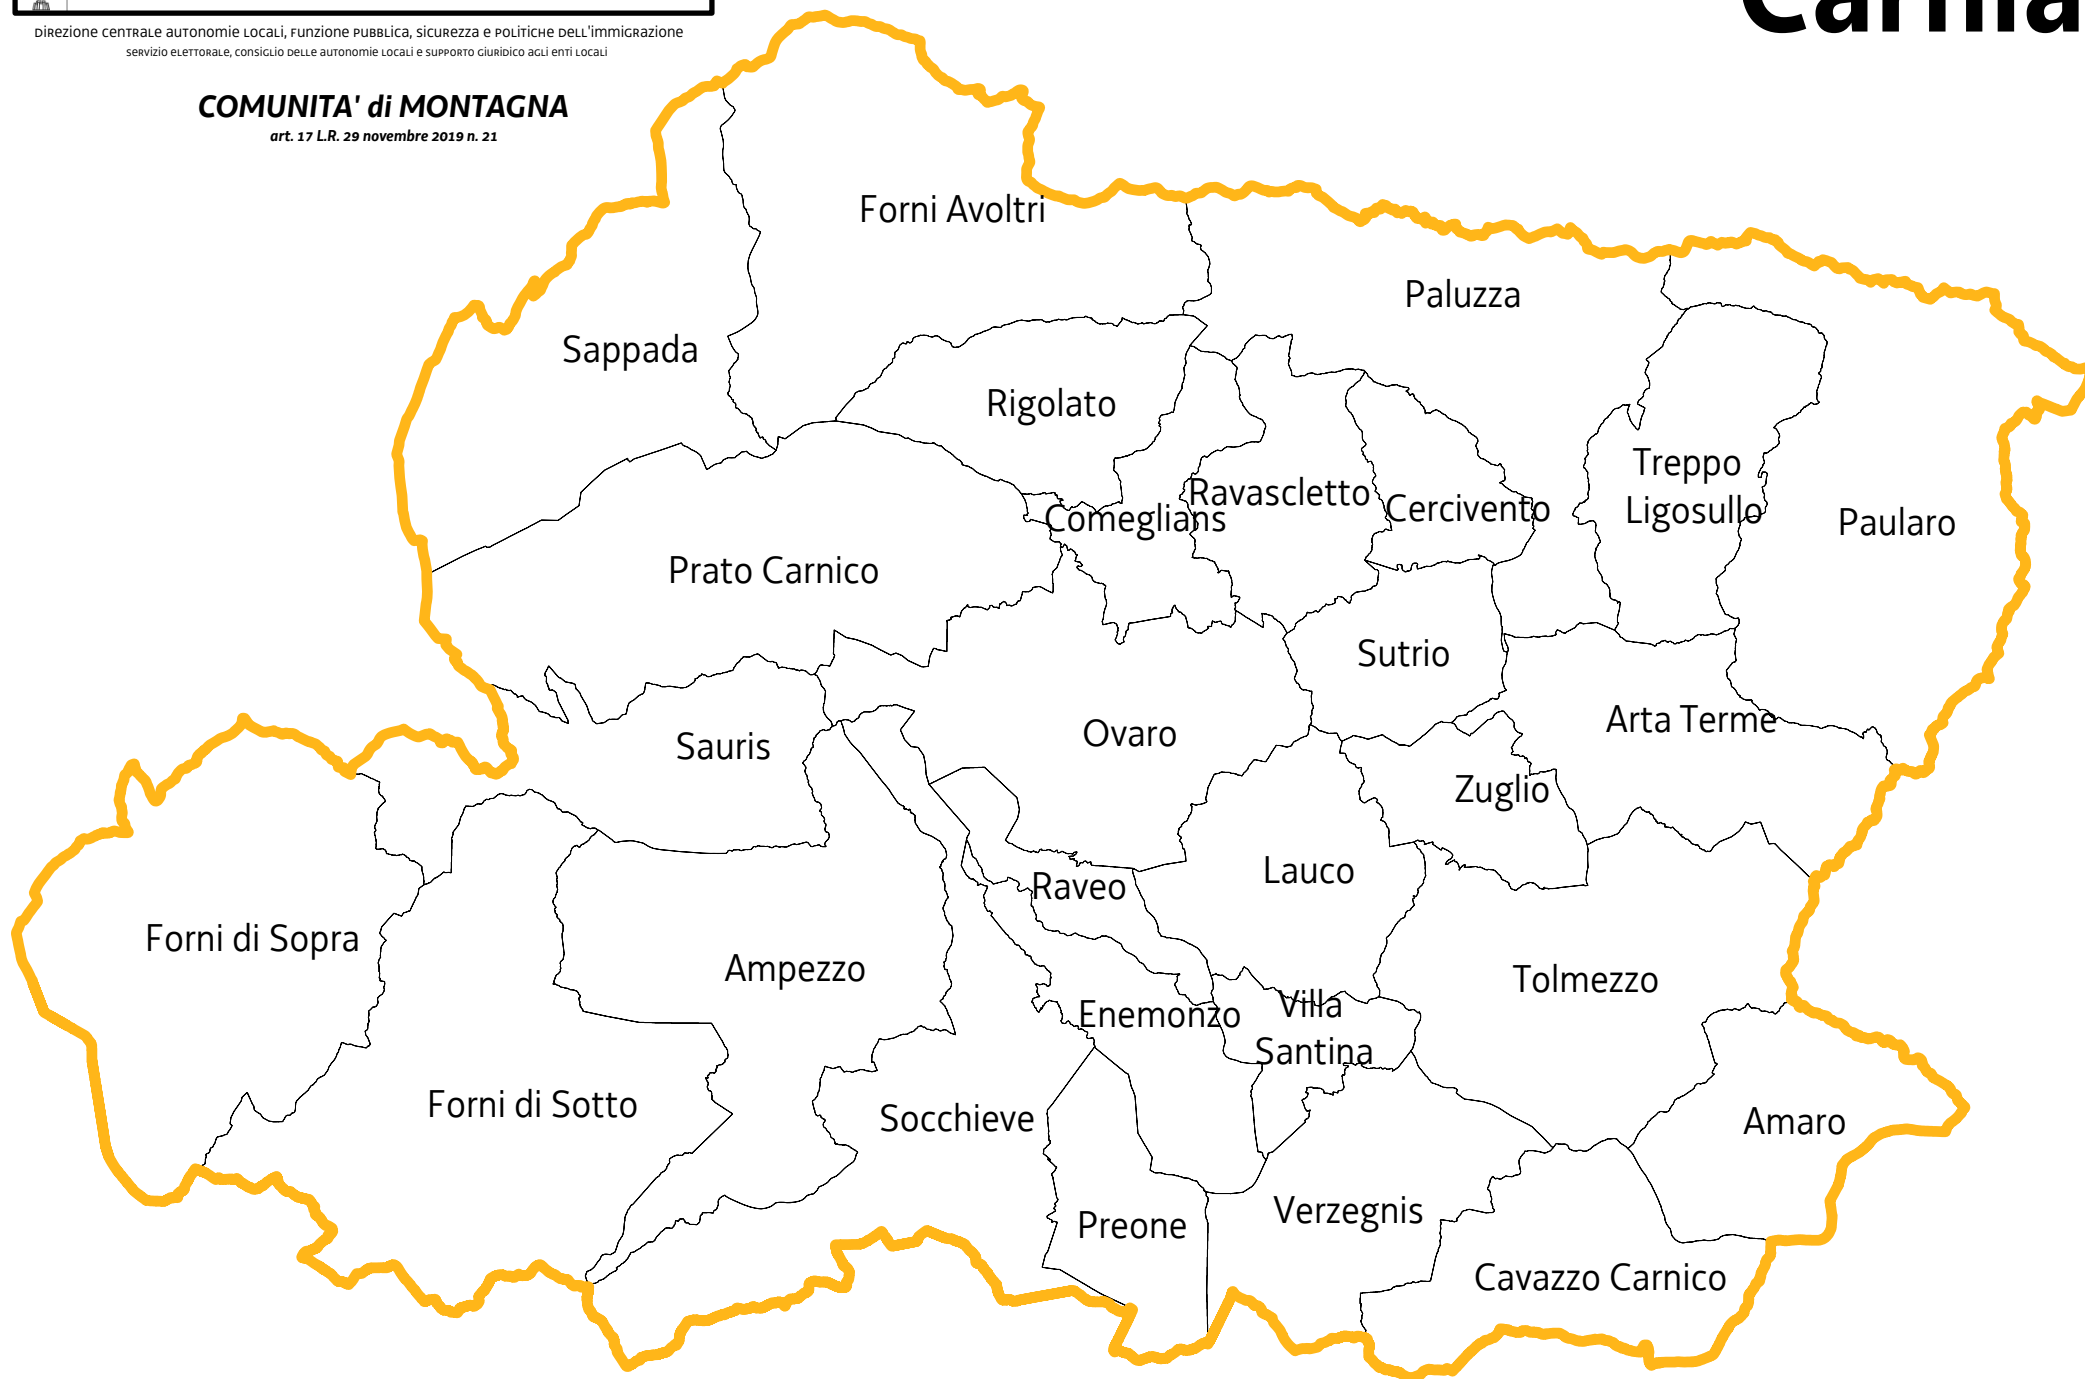 Carnia
Direzione centrale autonomie locali, funzione pubblica, sicurezza e politiche dell'immigrazione
servizio elettorale, consiglio delle autonomie locali e supporto giuridico agli enti locali
COMUNITA' di MONTAGNA
art. 17 L.R. 29 novembre 2019 n. 21
Forni Avoltri
Paluzza
Sappada
Rigolato
Treppo
Ligosullo
Ravascletto
Cercivento
Comeglians
Paularo
Prato Carnico
Sutrio
Arta Terme
Ovaro
Sauris
Zuglio
Lauco
Raveo
Forni di Sopra
Ampezzo
Tolmezzo
Villa
Santina
Enemonzo
Forni di Sotto
Socchieve
Amaro
Verzegnis
Preone
Cavazzo Carnico